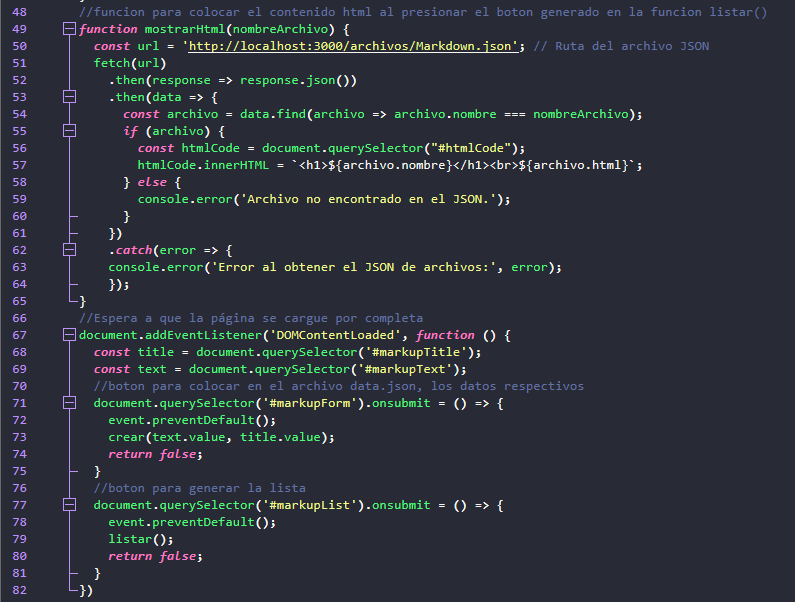 48 //funcion para colocar el contenido html al presionar el boton generado en la funcion listar()
49 function mostrarHtml(nombreArchivo) {
50   const url = 'http://localhost:3000/archivos/Markdown.json'; // Ruta del archivo JSON
51   fetch(url)
52     .then(response => response.json())
53     .then(data => {
54       const archivo = data.find(archivo => archivo.nombre === nombreArchivo);
55       if (archivo) {
56         const htmlCode = document.querySelector("#htmlCode");
57         htmlCode.innerHTML = `<h1>${archivo.nombre}</h1><br>${archivo.html}`;
58       } else {
59         console.error('Archivo no encontrado en el JSON.');
60       }
61     })
62     .catch(error => {
63     console.error('Error al obtener el JSON de archivos:', error);
64     });
65 }
66 //Espera a que la página se cargue por completa
67 document.addEventListener('DOMContentLoaded', function () {
68   const title = document.querySelector('#markupTitle');
69   const text = document.querySelector('#markupText');
70   //boton para colocar en el archivo data.json, los datos respectivos
71   document.querySelector('#markupForm').onsubmit = () => {
72     event.preventDefault();
73     crear(text.value, title.value);
74     return false;
75   }
76   //boton para generar la lista
77   document.querySelector('#markupList').onsubmit = () => {
78     event.preventDefault();
79     listar();
80     return false;
81   }
82 })